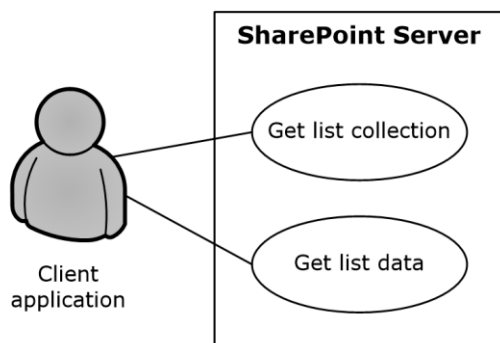 SharePoint Server
Get list collection
Get list data
Client
application